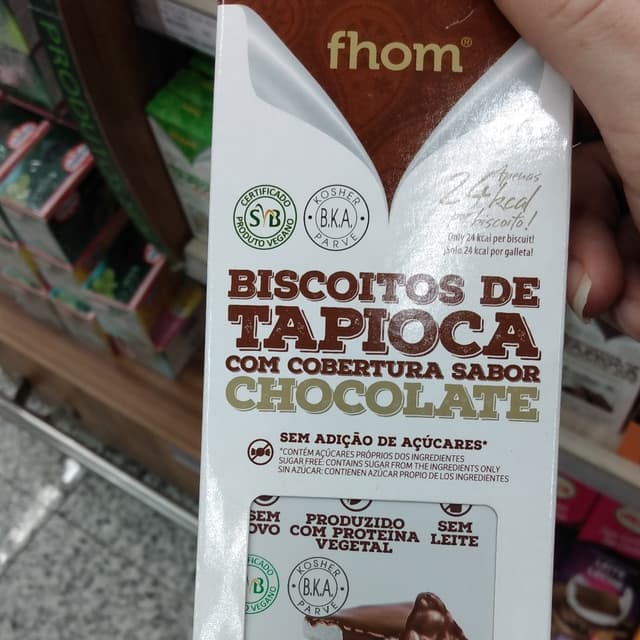 fhom®
CERTIFICADO
SVB
PRODUTO VEGANO
KOSHER
B.K.A.
PARVE
Apenas
24 kcal
por biscoito!
Only 24 kcal per biscuit!
¡Solo 24 kcal por galleta!
BISCOITOS DE
TAPIOCA
COM COBERTURA SABOR
CHOCOLATE
SEM ADIÇÃO DE AÇÚCARES*
*CONTÉM AÇÚCARES PRÓPRIOS DOS INGREDIENTES
SUGAR FREE: CONTAINS SUGAR FROM THE INGREDIENTS ONLY
SIN AZÚCAR: CONTIENEN AZÚCAR PROPIO DE LOS INGREDIENTES
SEM
OVO
PRODUZIDO
COM PROTEÍNA
VEGETAL
SEM
LEITE
KOSHER
B.K.A.
PARVE